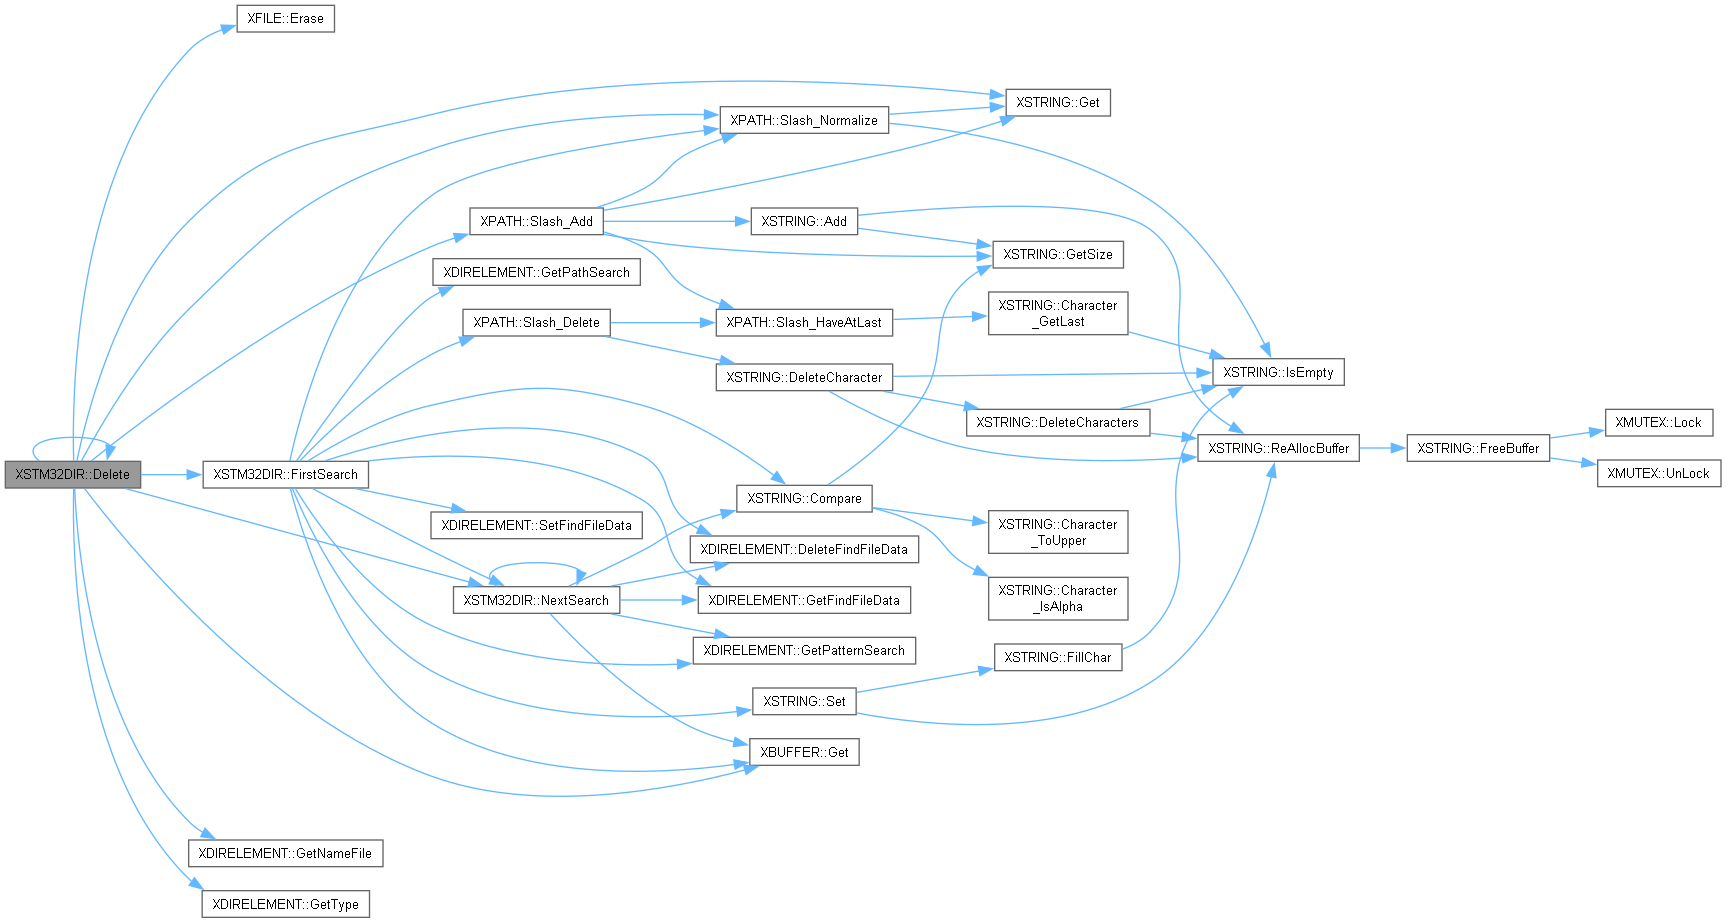 XFILE::Erase
XSTRING::Get
XPATH::Slash_Normalize
XPATH::Slash_Add
XSTRING::Add
XSTRING::GetSize
XDIRELEMENT::GetPathSearch
XSTRING::Character
_GetLast
XPATH::Slash_Delete
XPATH::Slash_HaveAtLast
XSTRING::IsEmpty
XSTRING::DeleteCharacter
XSTRING::DeleteCharacters
XMUTEX::Lock
XSTRING::ReAllocBuffer
XSTRING::FreeBuffer
XSTM32DIR::Delete
XSTM32DIR::FirstSearch
XMUTEX::UnLock
XSTRING::Compare
XDIRELEMENT::SetFindFileData
XSTRING::Character
_ToUpper
XDIRELEMENT::DeleteFindFileData
XSTM32DIR::NextSearch
XDIRELEMENT::GetFindFileData
XSTRING::Character
_IsAlpha
XDIRELEMENT::GetPatternSearch
XSTRING::FillChar
XSTRING::Set
XBUFFER::Get
XDIRELEMENT::GetNameFile
XDIRELEMENT::GetType